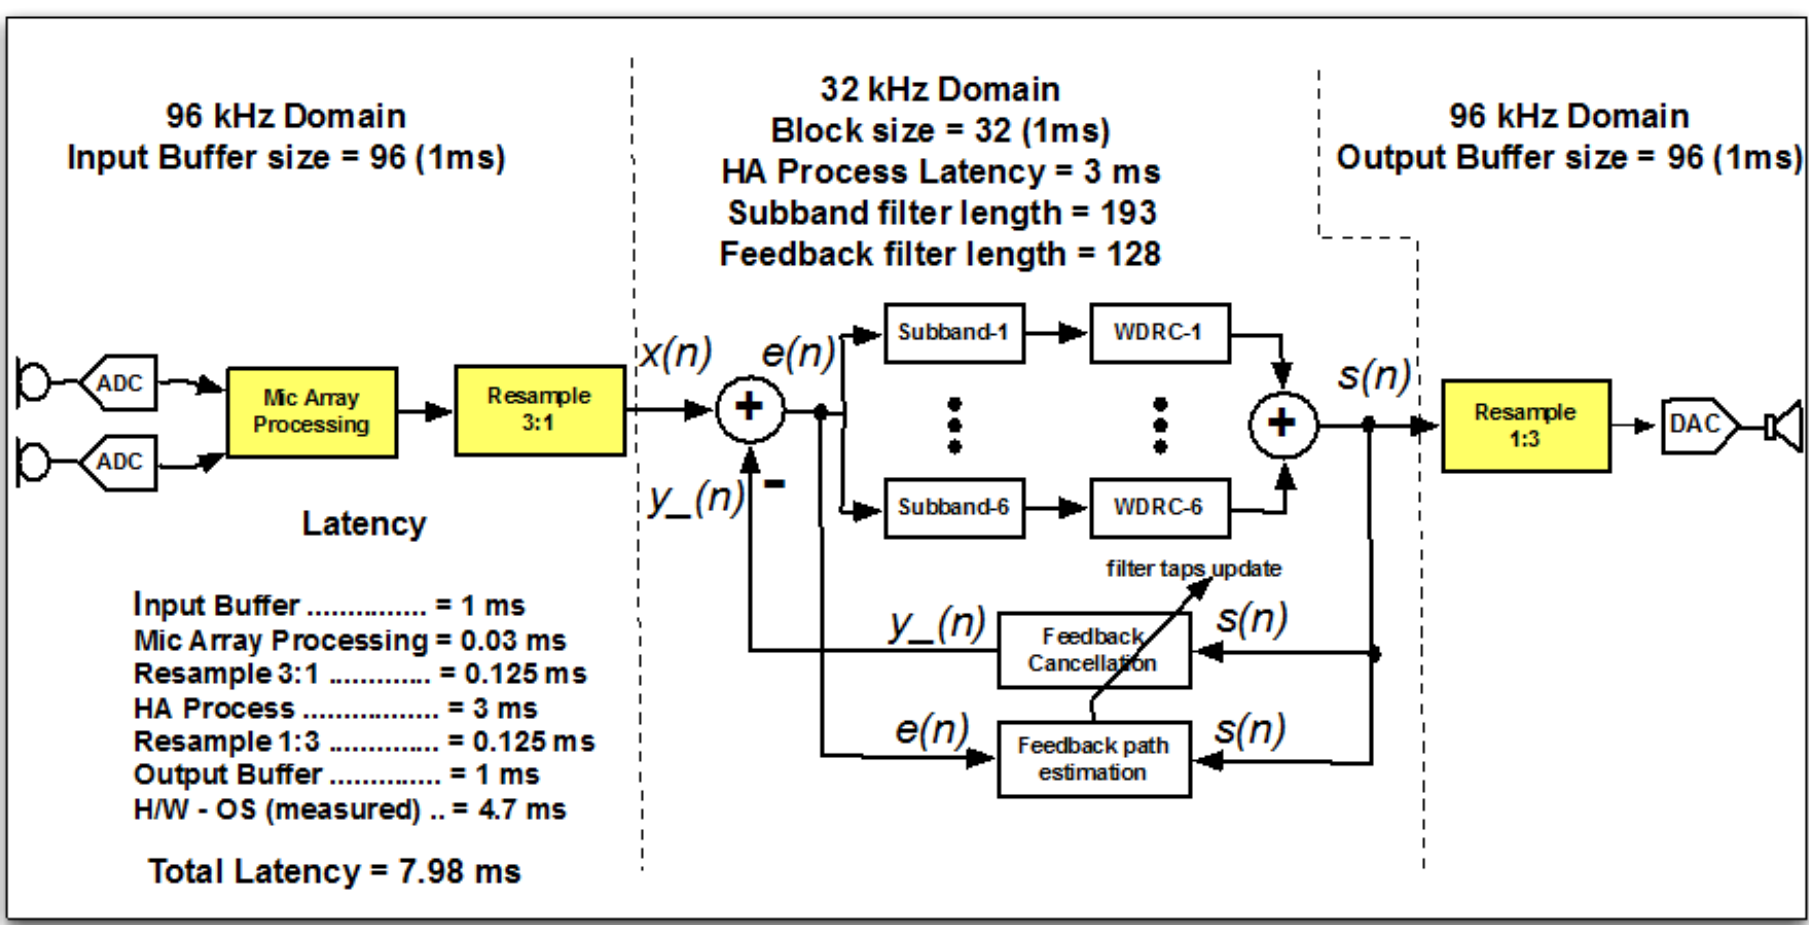 96 kHz Domain
Input Buffer size = 96 (1ms)
32 kHz Domain
Block size = 32 (1ms)
HA Process Latency = 3 ms
Subband filter length = 193
Feedback filter length = 128
96 kHz Domain
Output Buffer size = 96 (1ms)
ADC
ADC
Mic Array
Processing
Resample
3:1
x(n)
+
e(n)
y_(n)
-
Subband-1
WDRC-1
Subband-6
WDRC-6
+
s(n)
Resample
1:3
DAC
filter taps update
y_(n)
Feedback
Cancellation
s(n)
e(n)
Feedback path
estimation
s(n)
Latency
Input Buffer ............... = 1 ms
Mic Array Processing = 0.03 ms
Resample 3:1 ............. = 0.125 ms
HA Process ................. = 3 ms
Resample 1:3 .............. = 0.125 ms
Output Buffer .............. = 1 ms
H/W - OS (measured) .. = 4.7 ms
Total Latency = 7.98 ms